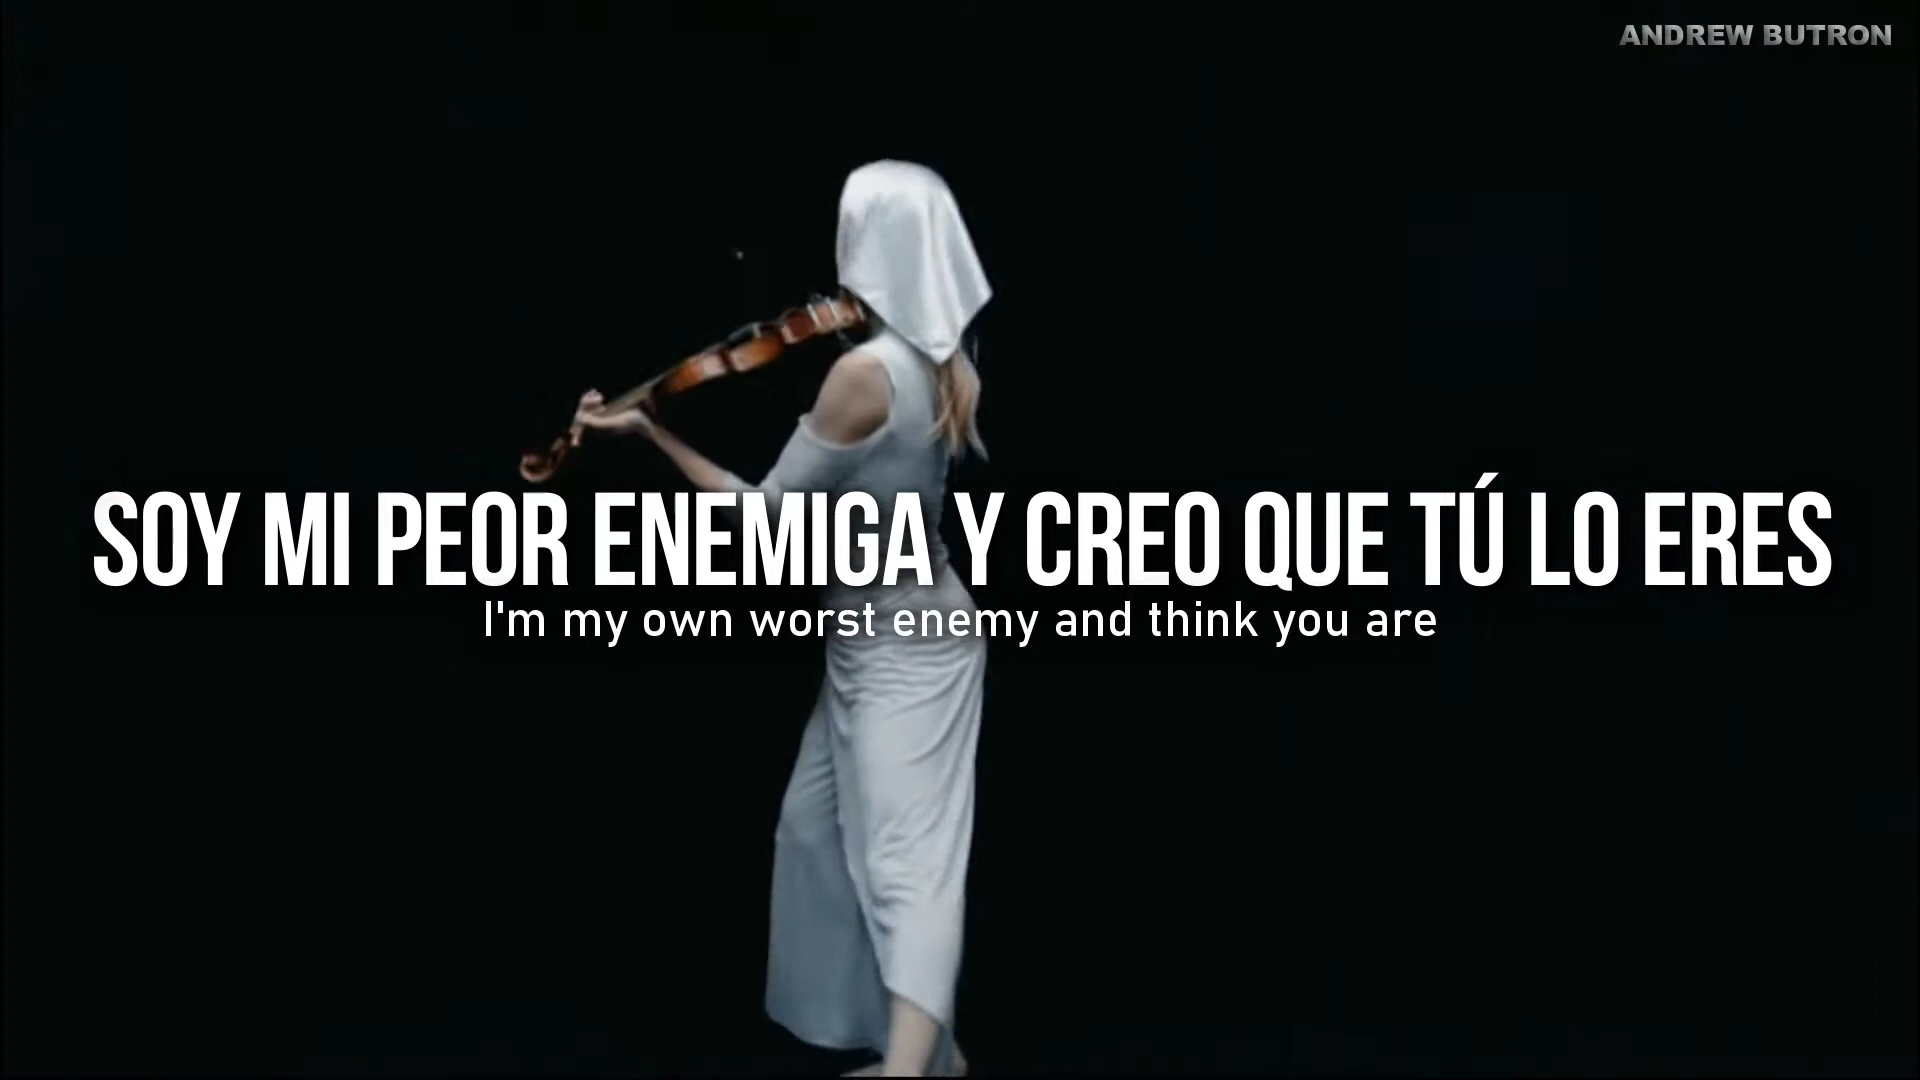 ANDREW BUTRON
SOY MI PEOR ENEMIGA Y CREO QUE TÚ LO ERES
I'm my own worst enemy and think you are